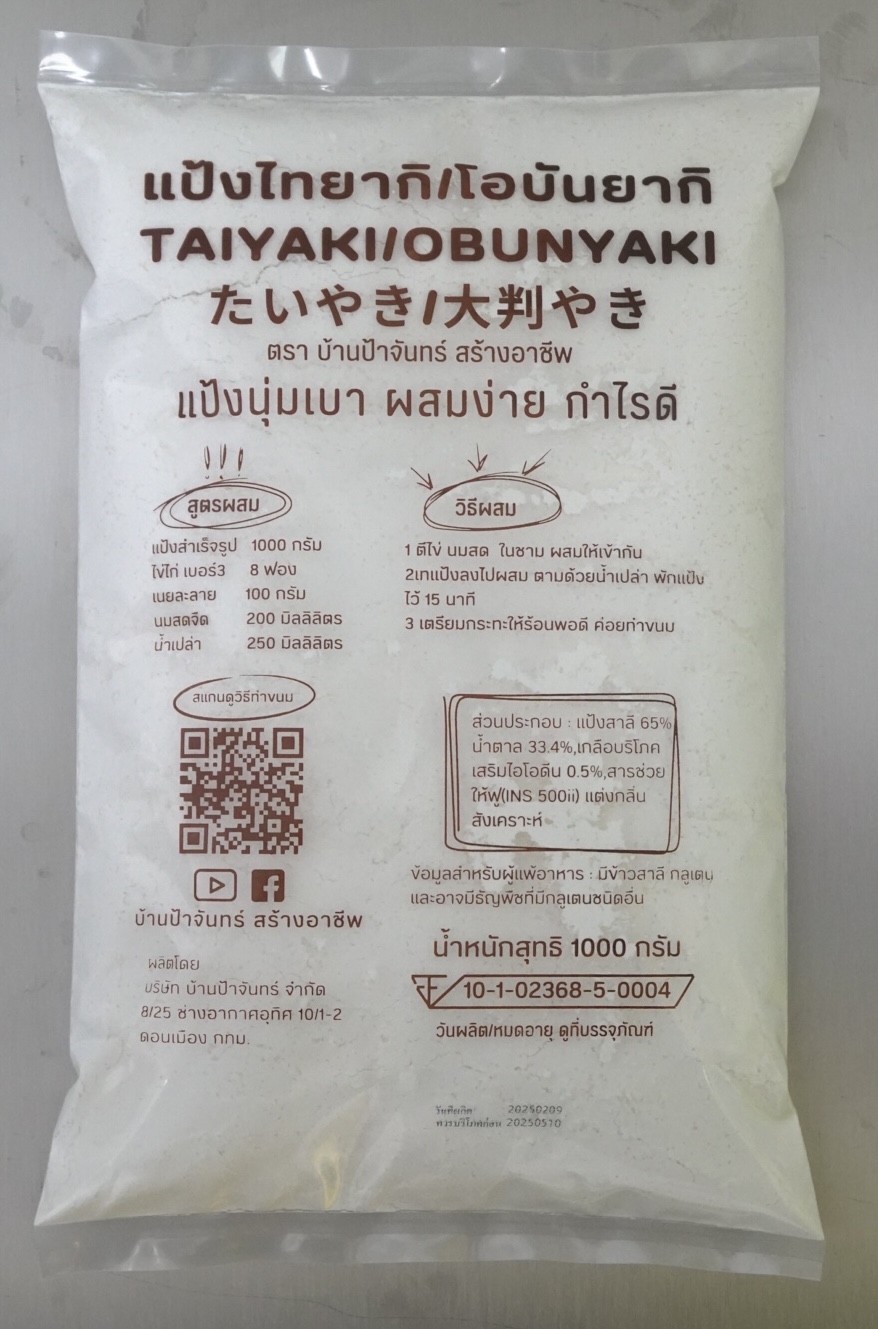 แป้งไทยากิ/โอบันยากิ
TAIYAKI/OBUNYAKI
たいやき/大判やき
ตรา บ้านป้าจันทร์ สร้างอาชีพ
แป้งนุ่มเบา ผสมง่าย กำไรดี
สูตรผสม
แป้งสำเร็จรูป 1000 กรัม
ไข่ไก่ เบอร์3 8 ฟอง
เนยละลาย 100 กรัม
นมสดจืด 200 มิลลิลิตร
น้ำเปล่า 250 มิลลิลิตร
วิธีผสม
1 ตีไข่ นมสด ในชาม ผสมให้เข้ากัน
2เทแป้งลงไปผสม ตามด้วยน้ำเปล่า พักแป้ง
ไว้ 15 นาที
3 เตรียมกระทะให้ร้อนพอดี ค่อยทำขนม
สแกนดูวิธีทำขนม
บ้านป้าจันทร์ สร้างอาชีพ
ผลิตโดย
บริษัท บ้านป้าจันทร์ จำกัด
8/25 ช่างอากาศอุทิศ 10/1-2
ดอนเมือง กทม.
ส่วนประกอบ : แป้งสาลี 65%
น้ำตาล 33.4%,เกลือบริโภค
เสริมไอโอดีน 0.5%,สารช่วย
ให้ฟู(INS 500ii) แต่งกลิ่น
สังเคราะห์
ข้อมูลสำหรับผู้แพ้อาหาร : มีข้าวสาลี กลูเตน
และอาจมีธัญพืชที่มีกลูเตนชนิดอื่น
น้ำหนักสุทธิ 1000 กรัม
10-1-02368-5-0004
วันผลิต/หมดอายุ ดูที่บรรจุภัณฑ์
วันที่ผลิต 20250209
ควรบริโภคก่อน 20250510